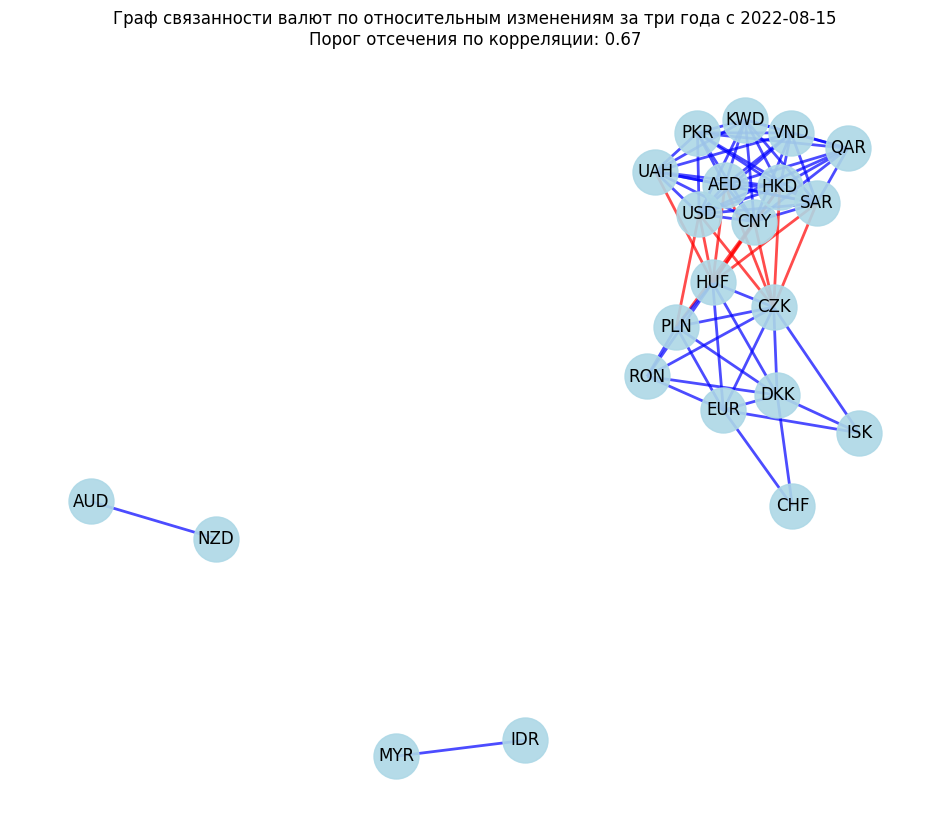 Граф связанности валют по относительным изменениям за три года с 2022-08-15
Порог отсечения по корреляции: 0.67
KWD
PKR
VND
QAR
UAH
AED
HKD
SAR
USD
CNY
HUF
CZK
PLN
RON
DKK
EUR
ISK
AUD
CHF
NZD
IDR
MYR